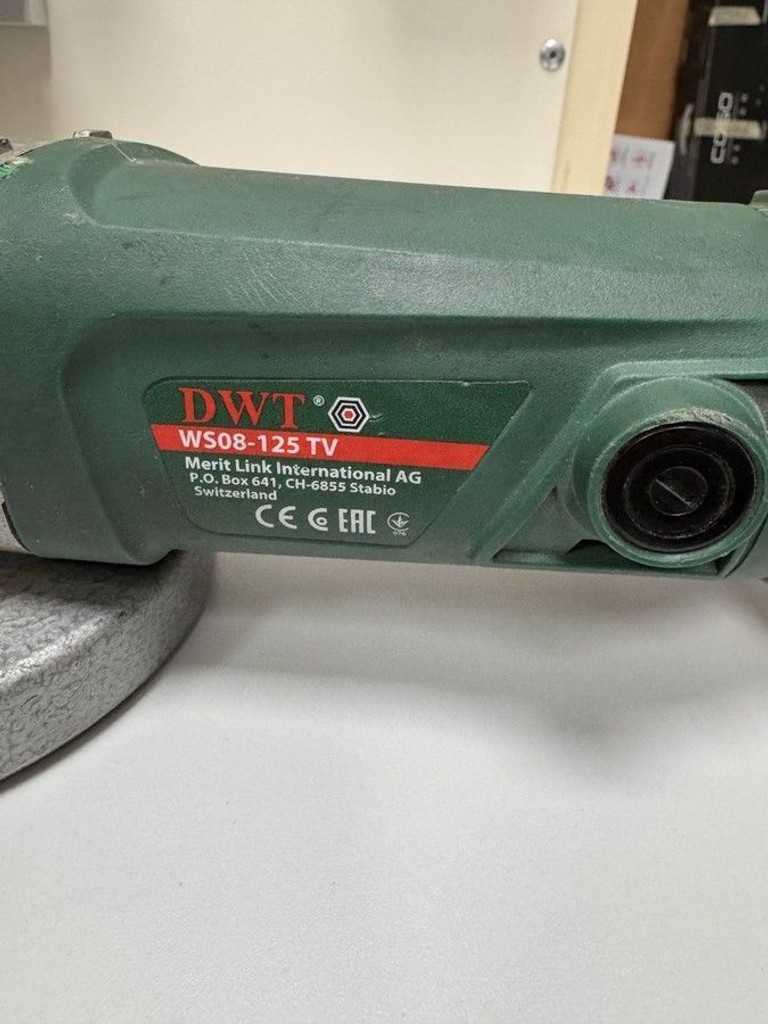 DWT®
WS08-125 TV
Merit Link International AG
P.O. Box 641, CH-6855 Stabio
Switzerland
CE EAC